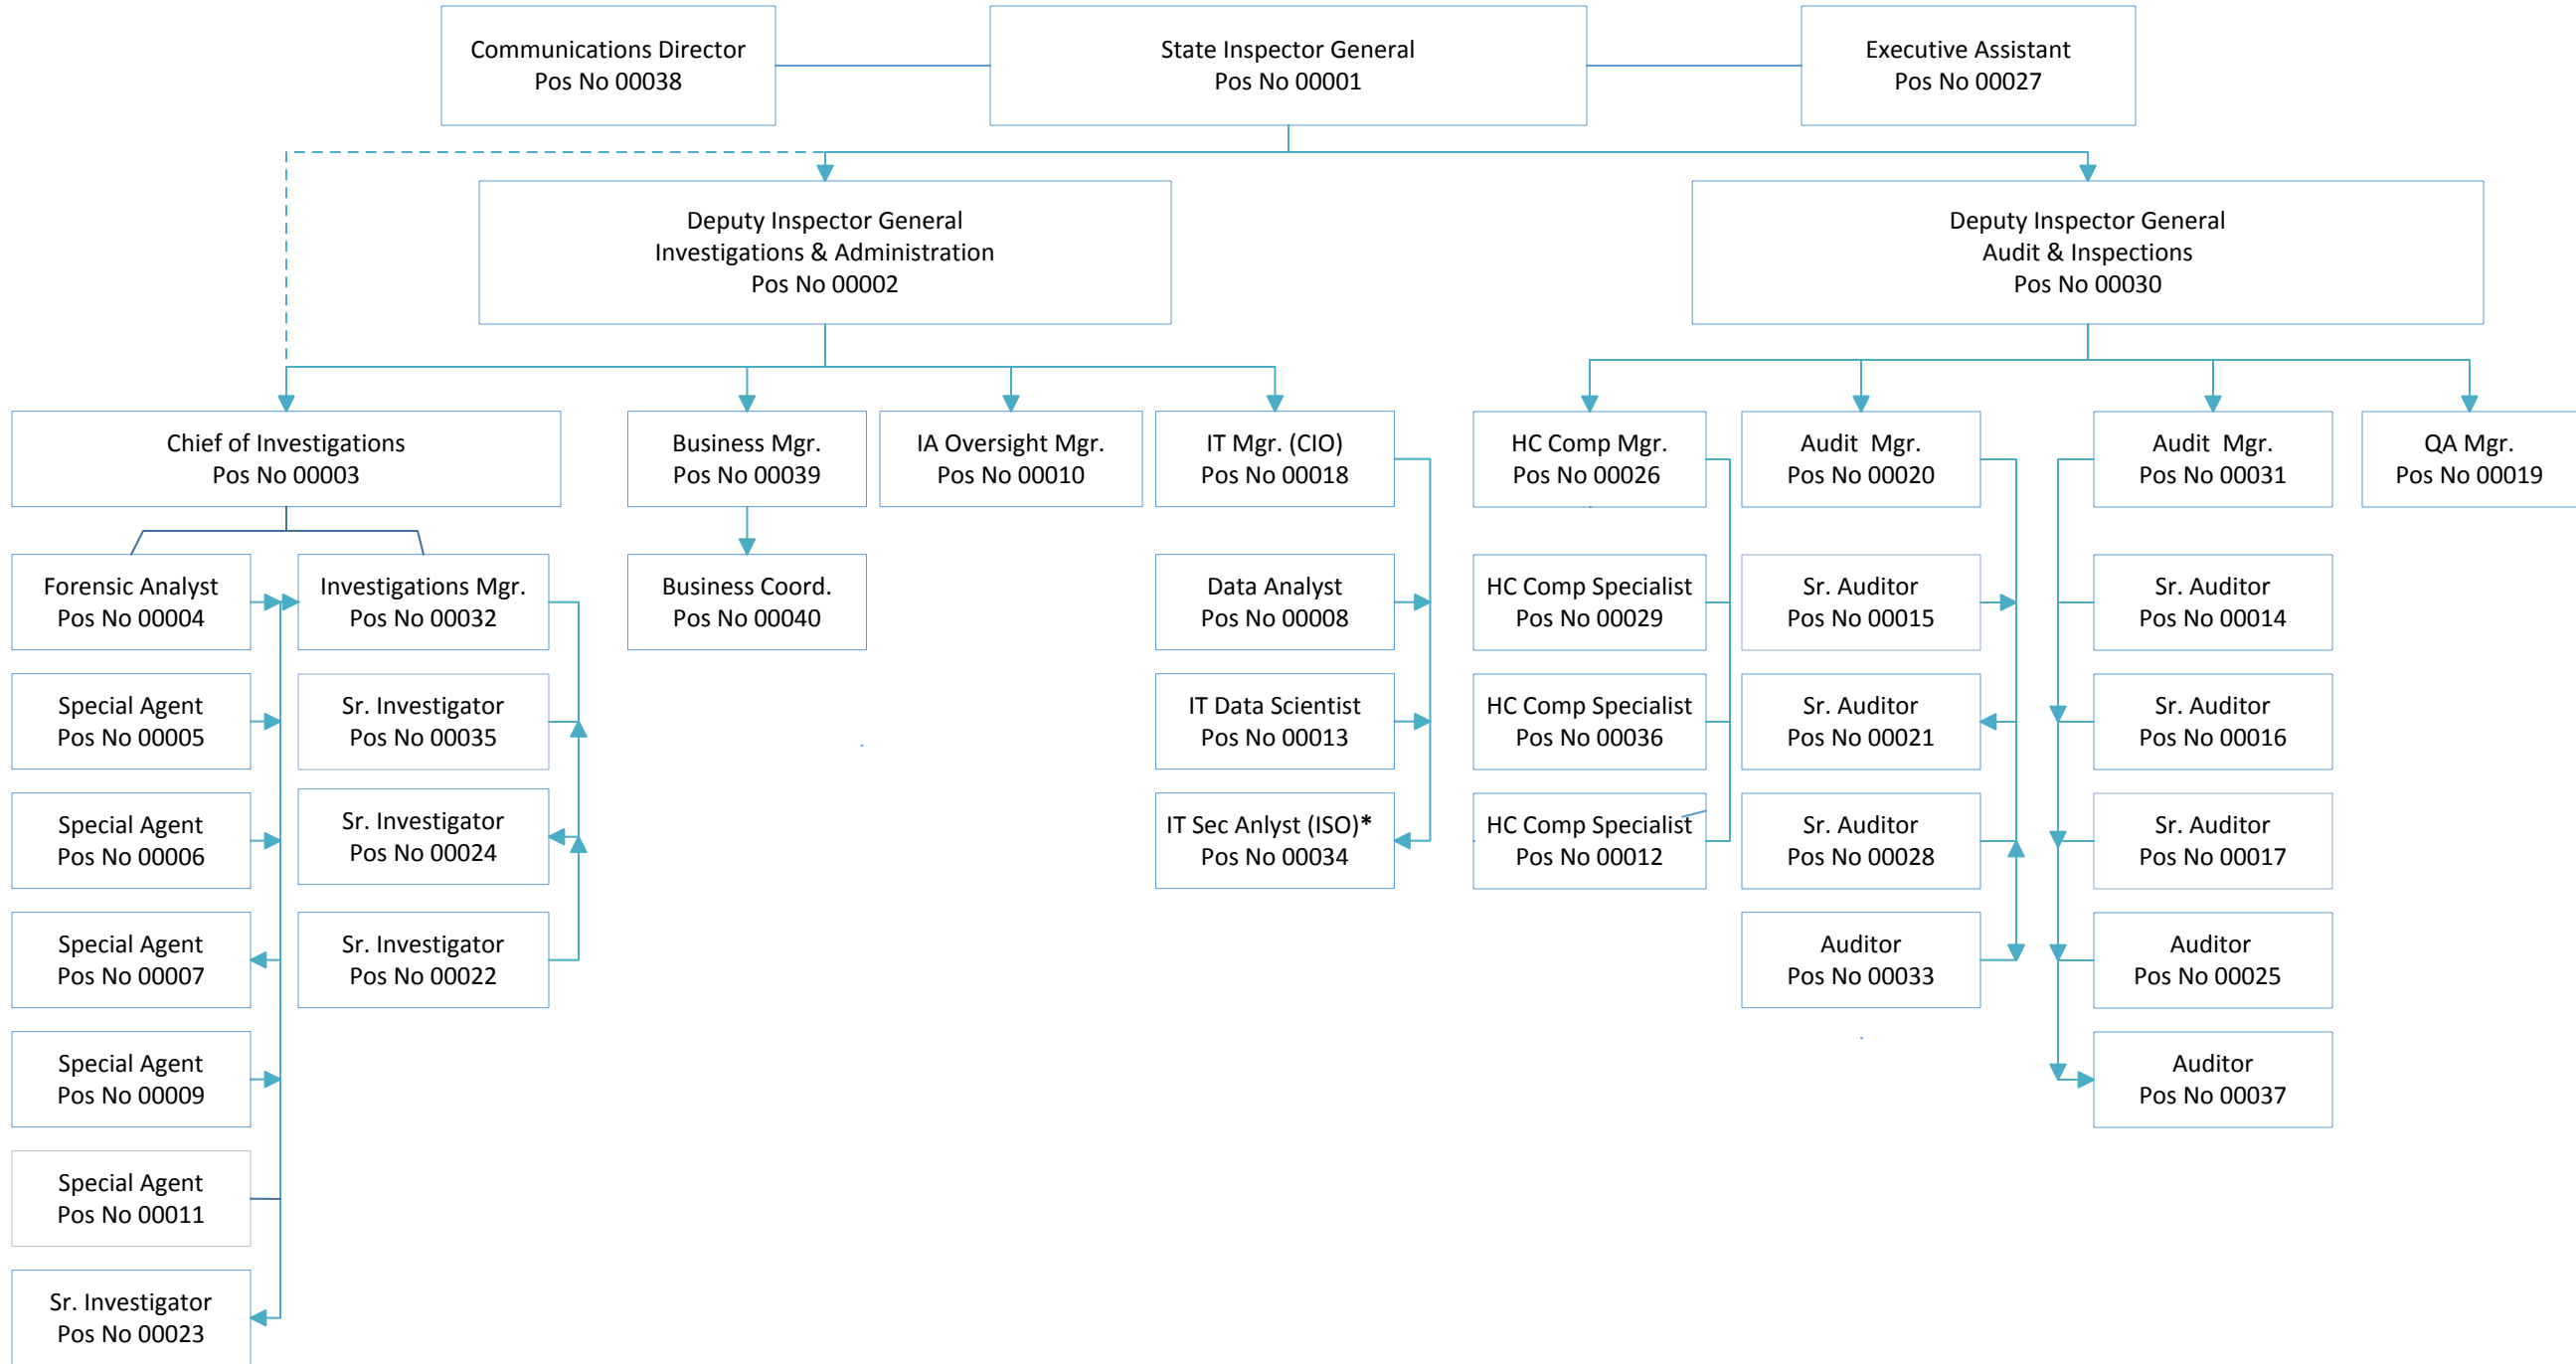 Communications Director
Pos No 00038
State Inspector General
Pos No 00001
Executive Assistant
Pos No 00027
Deputy Inspector General
Investigations & Administration
Pos No 00002
Deputy Inspector General
Audit & Inspections
Pos No 00030
Chief of Investigations
Pos No 00003
Business Mgr.
Pos No 00039
IA Oversight Mgr.
Pos No 00010
IT Mgr. (CIO)
Pos No 00018
HC Comp Mgr.
Pos No 00026
Audit Mgr.
Pos No 00020
Audit Mgr.
Pos No 00031
QA Mgr.
Pos No 00019
Forensic Analyst
Pos No 00004
Investigations Mgr.
Pos No 00032
Business Coord.
Pos No 00040
Data Analyst
Pos No 00008
HC Comp Specialist
Pos No 00029
Sr. Auditor
Pos No 00015
Sr. Auditor
Pos No 00014
Special Agent
Pos No 00005
Sr. Investigator
Pos No 00035
IT Data Scientist
Pos No 00013
HC Comp Specialist
Pos No 00036
Sr. Auditor
Pos No 00021
Sr. Auditor
Pos No 00016
Special Agent
Pos No 00006
Sr. Investigator
Pos No 00024
IT Sec Anlyst (ISO)*
Pos No 00034
HC Comp Specialist
Pos No 00012
Sr. Auditor
Pos No 00028
Sr. Auditor
Pos No 00017
Special Agent
Pos No 00007
Sr. Investigator
Pos No 00022
Auditor
Pos No 00033
Auditor
Pos No 00025
Special Agent
Pos No 00009
Auditor
Pos No 00037
Special Agent
Pos No 00011
Sr. Investigator
Pos No 00023